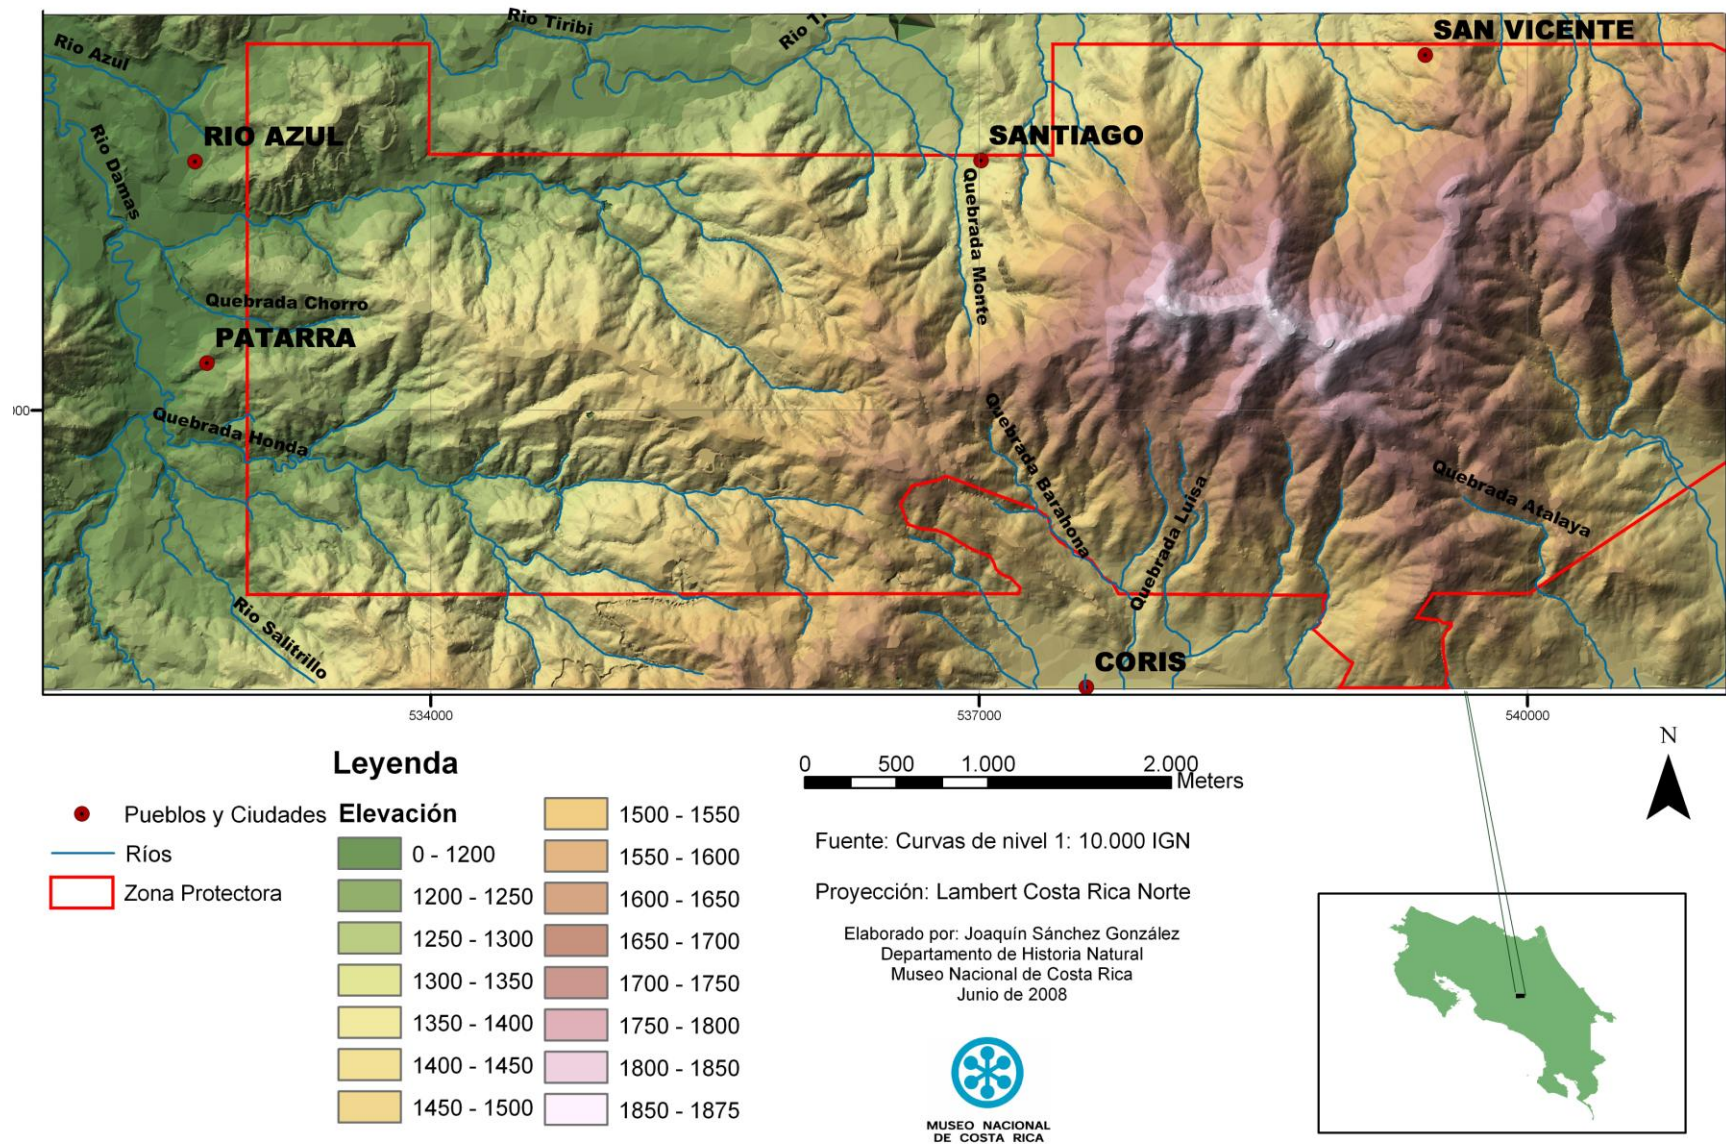 Rio Tiribi
Rio T
SAN VICENTE
Rio Azul
RIO AZUL
SANTIAGO
Rio Damas
Quebrada Monte
Quebrada Chorro
PATARRA
Quebrada Honda
Quebrada Barahona
Quebrada Luisa
Quebrada Atalaya
Rio Salitrillo
CORIS
000
534000
537000
540000
Leyenda
Pueblos y Ciudades
Ríos
Zona Protectora
Elevación
0 - 1200
1200 - 1250
1250 - 1300
1300 - 1350
1350 - 1400
1400 - 1450
1450 - 1500
1500 - 1550
1550 - 1600
1600 - 1650
1650 - 1700
1700 - 1750
1750 - 1800
1800 - 1850
1850 - 1875
0 500 1.000 2.000
Meters
Fuente: Curvas de nivel 1: 10.000 IGN
Proyección: Lambert Costa Rica Norte
Elaborado por: Joaquín Sánchez González
Departamento de Historia Natural
Museo Nacional de Costa Rica
Junio de 2008
MUSEO NACIONAL
DE COSTA RICA
N